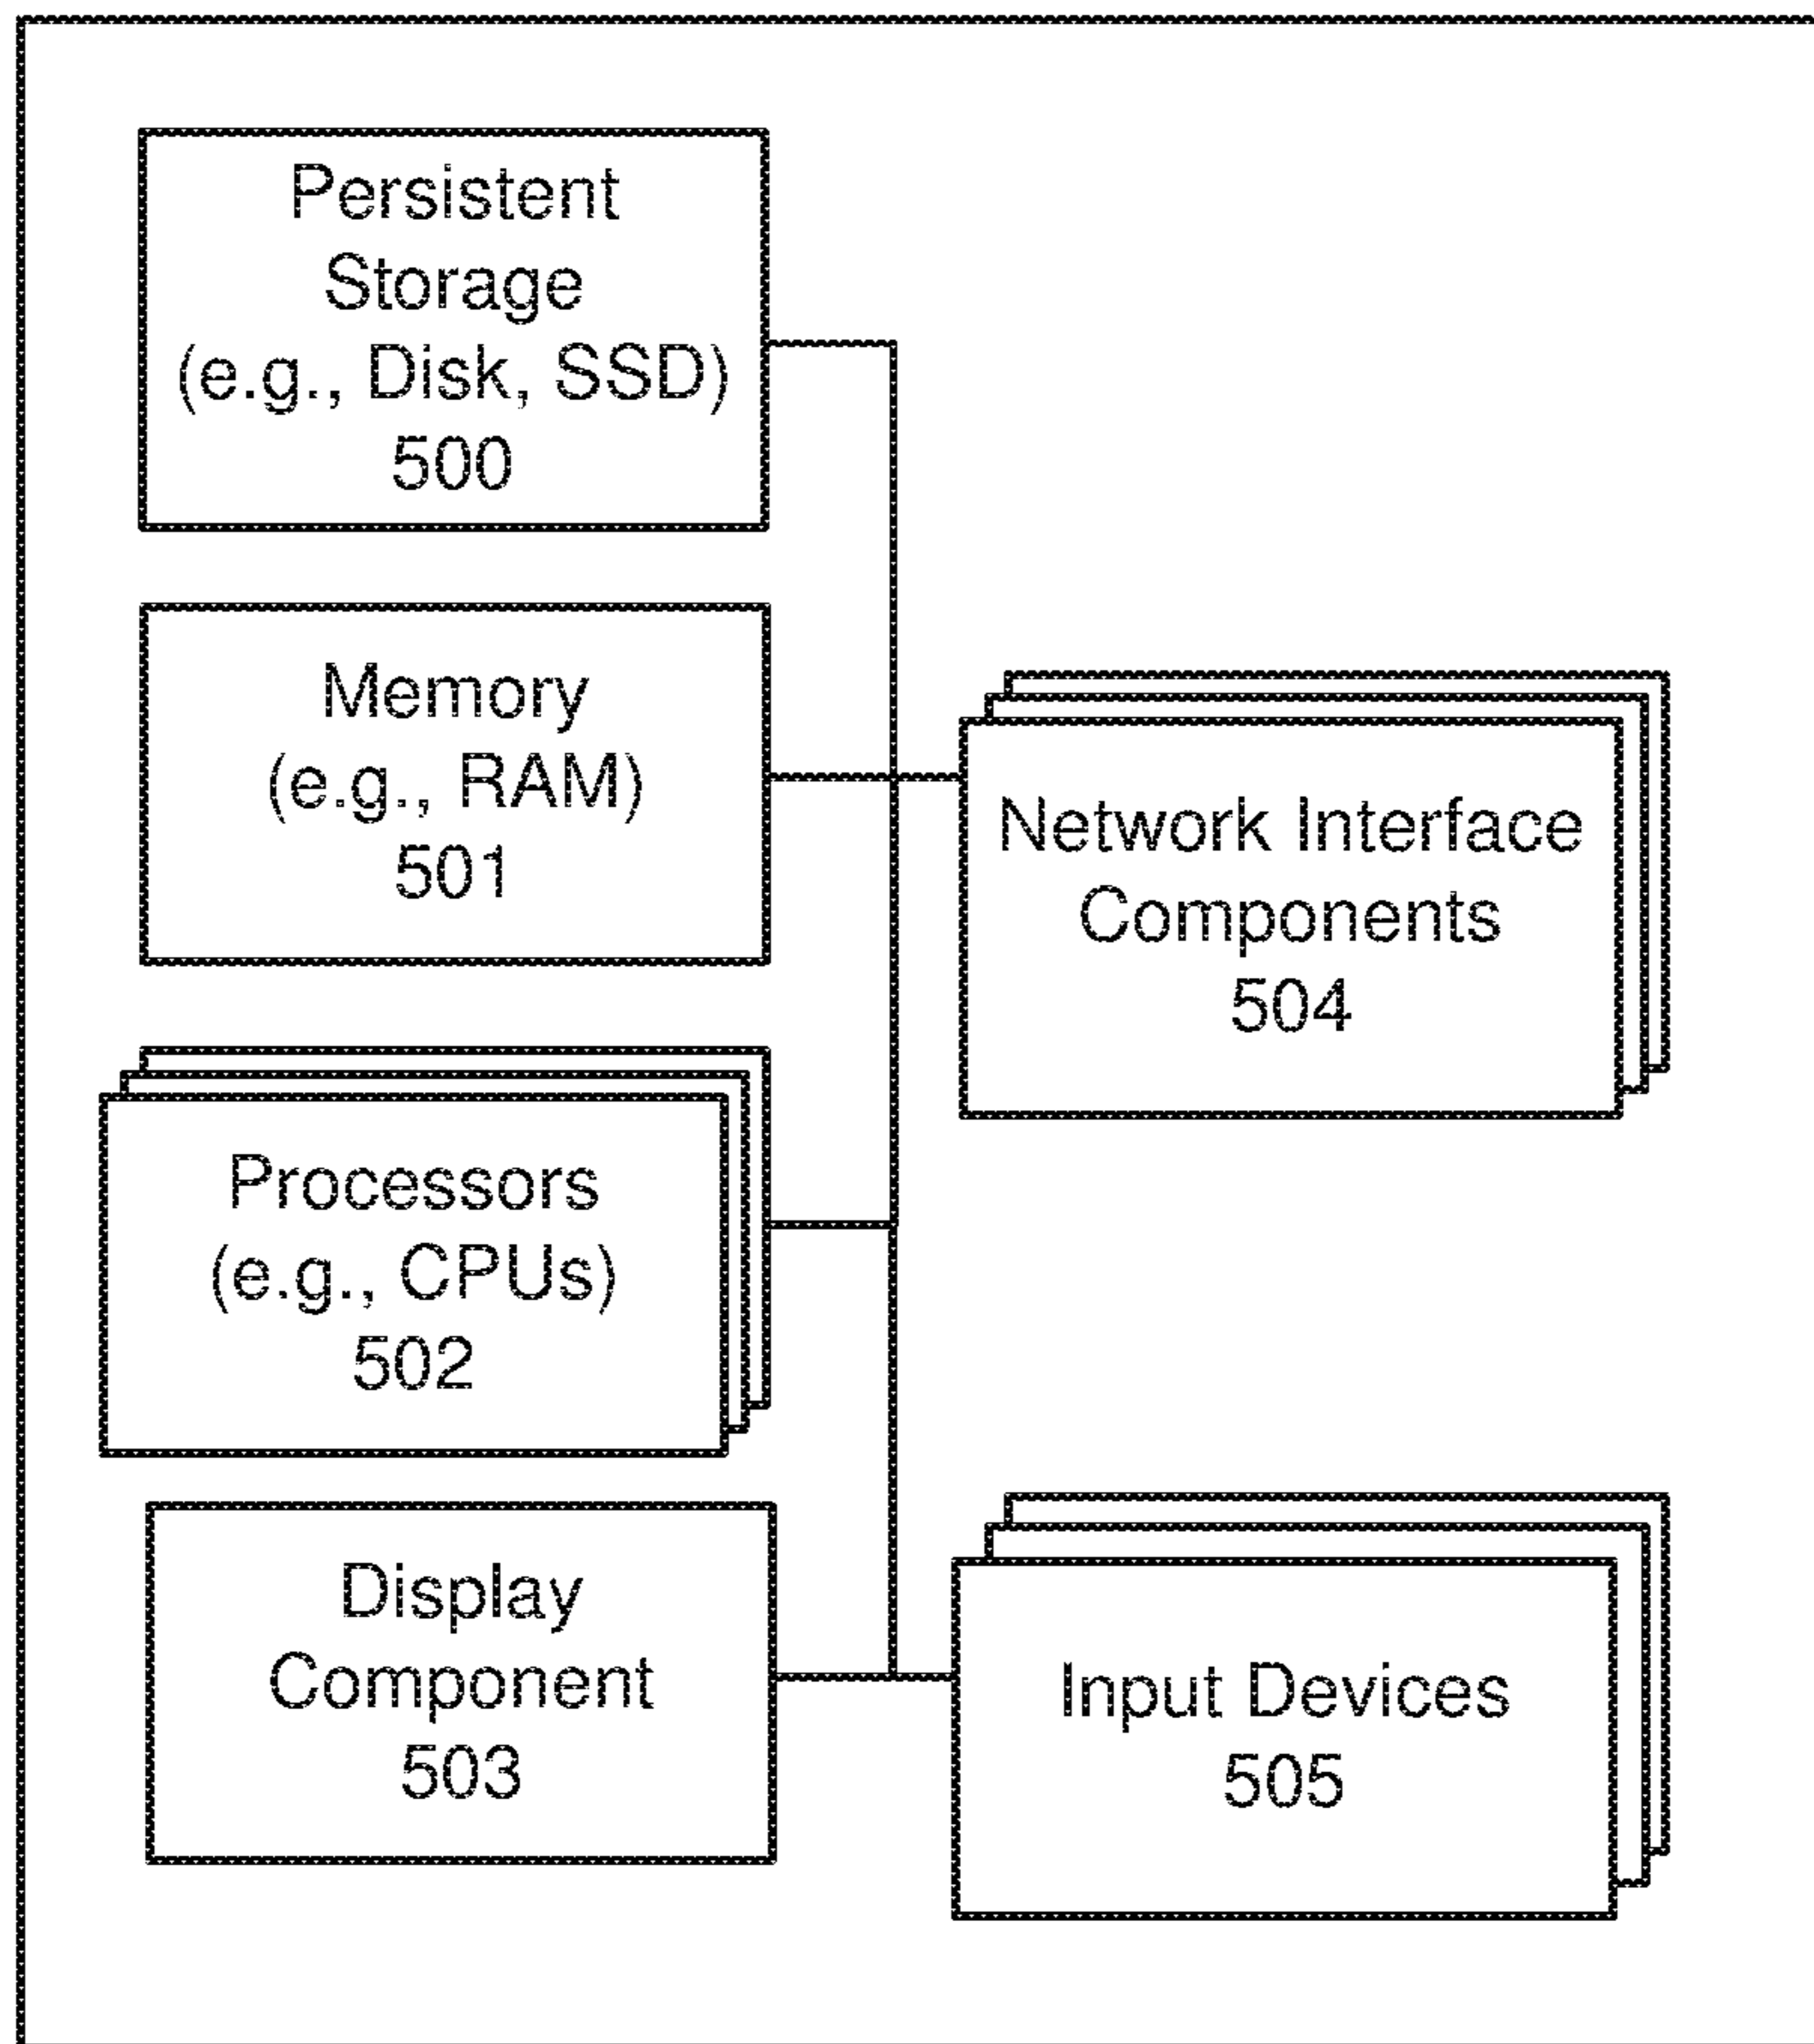 Persistent
Storage
(e.g., Disk, SSD)
500
Memory
(e.g., RAM)
501
Network Interface
Components
504
Processors
(e.g., CPUs)
502
Display
Component
503
Input Devices
505